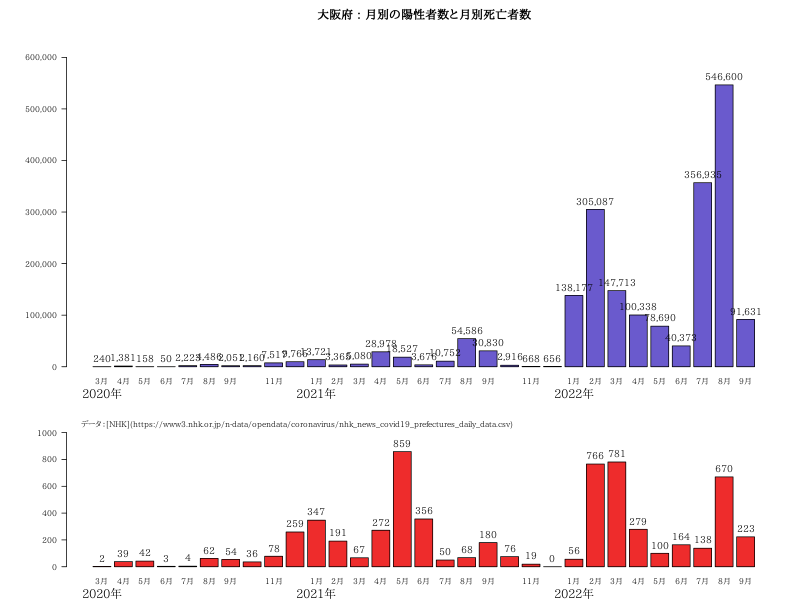 大阪府：月別の陽性者数と月別死亡者数
600,000
500,000
400,000
300,000
200,000
100,000
0
240 1,381 158 50 2,223 4,486 2,051 2,160 7,517 9,766 13,721 3,365 5,080 28,978 18,527 3,676 10,752 54,586 30,830 2,916 668 656 138,177 305,087 147,713 100,338 78,690 40,373 356,935 546,600 91,631
3月 4月 5月 6月 7月 8月 9月 11月 1月 2月 3月 4月 5月 6月 7月 8月 9月 11月 1月 2月 3月 4月 5月 6月 7月 8月 9月
2020年 2021年 2022年
データ：[NHK](https://www3.nhk.or.jp/n-data/opendata/coronavirus/nhk_news_covid19_prefectures_daily_data.csv)
1000
800
600
400
200
0
2 39 42 3 4 62 54 36 78 259 347 191 67 272 859 356 50 68 180 76 19 0 56 766 781 279 100 164 138 670 223
3月 4月 5月 6月 7月 8月 9月 11月 1月 2月 3月 4月 5月 6月 7月 8月 9月 11月 1月 2月 3月 4月 5月 6月 7月 8月 9月
2020年 2021年 2022年